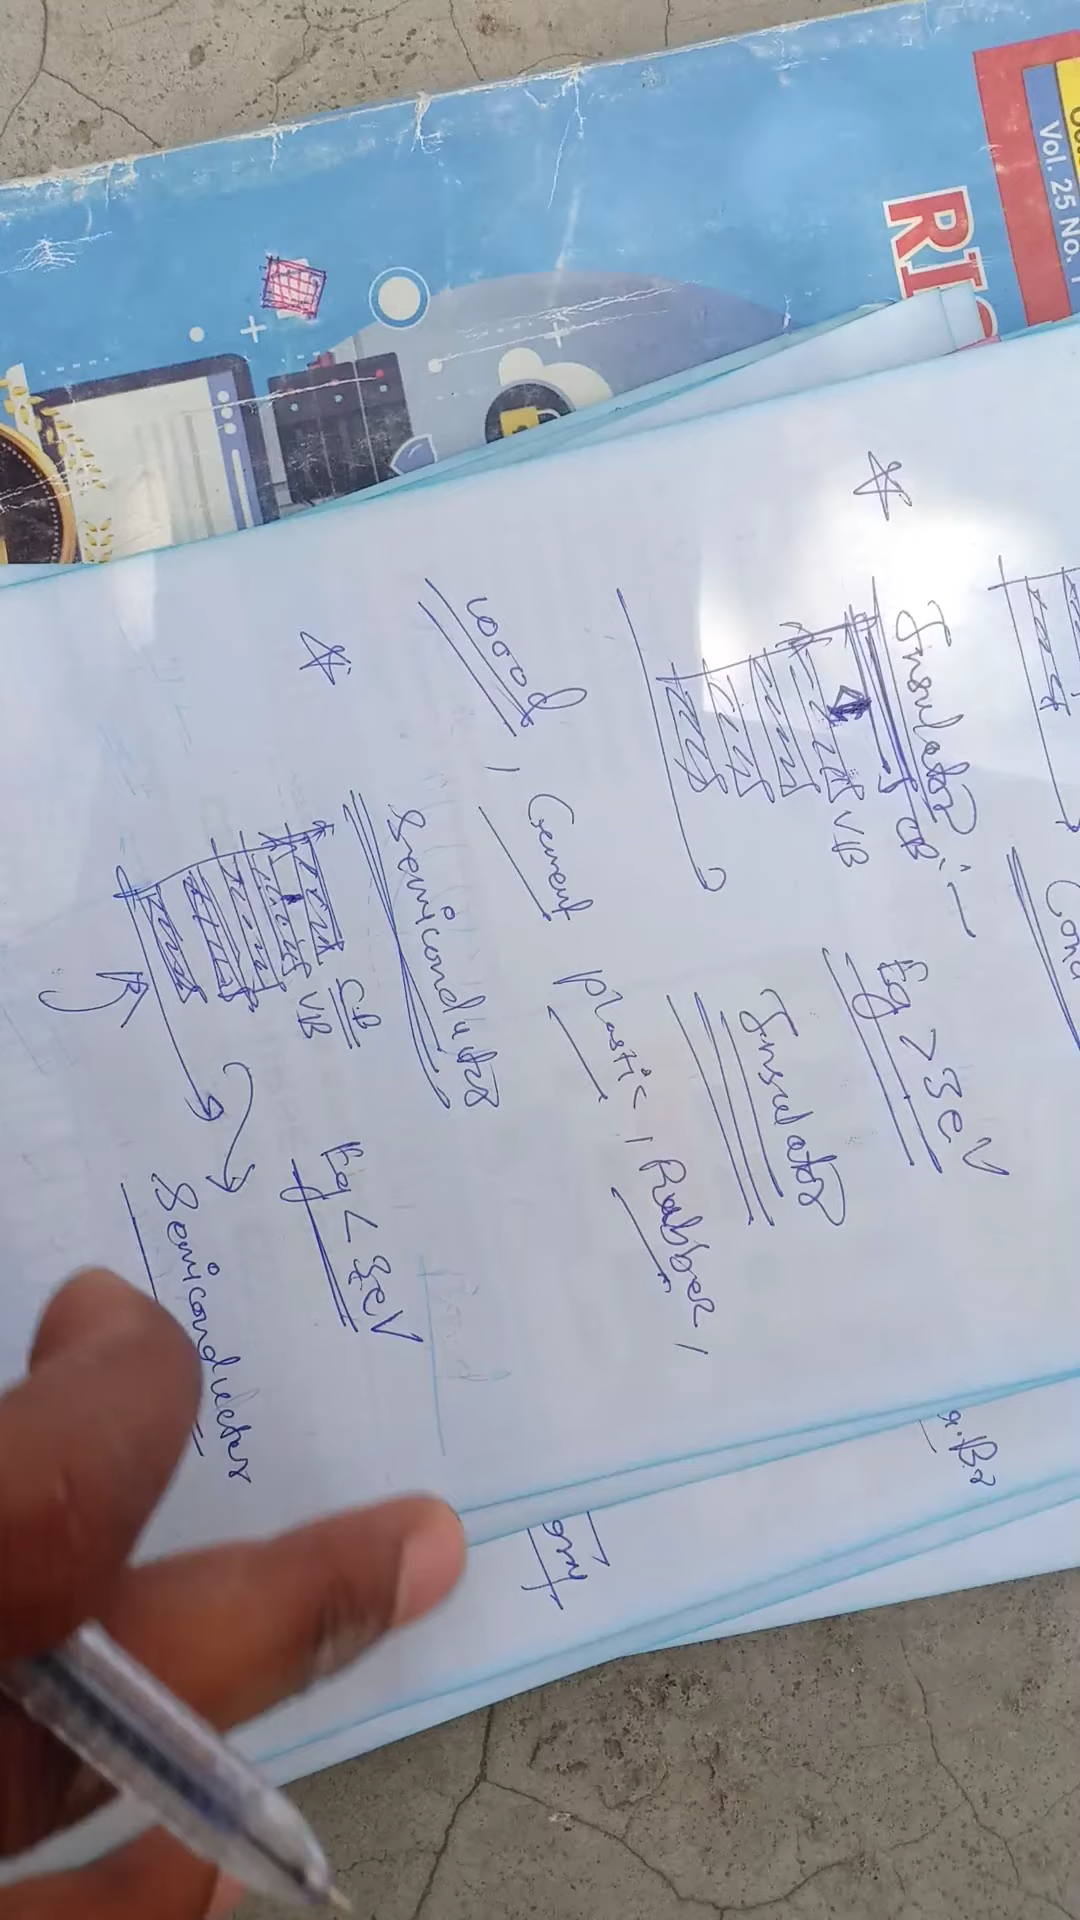 Vol. 25 No. 1
Cond
☆ Insulator :-
CB
VB
Eg > 3eV
Insulator
wood, Cement plastic, Rubber,
☆ Semiconductor
C.B
VB
Eg < 3eV
Semiconductor